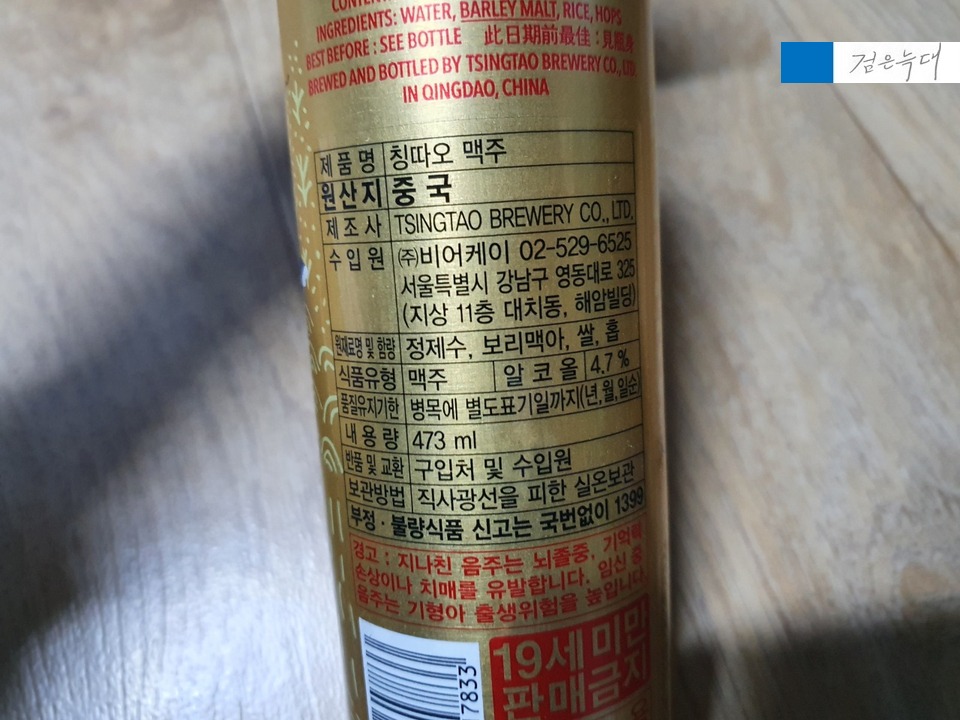 INGREDIENTS: WATER, BARLEY MALT, RICE, HOPS
BEST BEFORE : SEE BOTTLE 此日期前最佳 : 見瓶身
BREWED AND BOTTLED BY TSINGTAO BREWERY CO., LTD.
IN QINGDAO, CHINA
검은늑대
제품명 칭따오 맥주
원산지 중국
제조사 TSINGTAO BREWERY CO., LTD.
수입원 (주)비어케이 02-529-6525
서울특별시 강남구 영동대로 325
(지상 11층 대치동, 해암빌딩)
원재료명 및 함량 정제수, 보리맥아, 쌀, 홉
식품유형 맥주 알코올 4.7 %
품질유지기한 병목에 별도표기일까지(년,월,일순)
내용량 473 ml
반품 및 교환 구입처 및 수입원
보관방법 직사광선을 피한 실온보관
부정·불량식품 신고는 국번없이 1399
경고 : 지나친 음주는 뇌졸중, 기억력
손상이나 치매를 유발합니다. 임신 중
음주는 기형아 출생위험을 높입니다.
19세미만
판매금지
7833